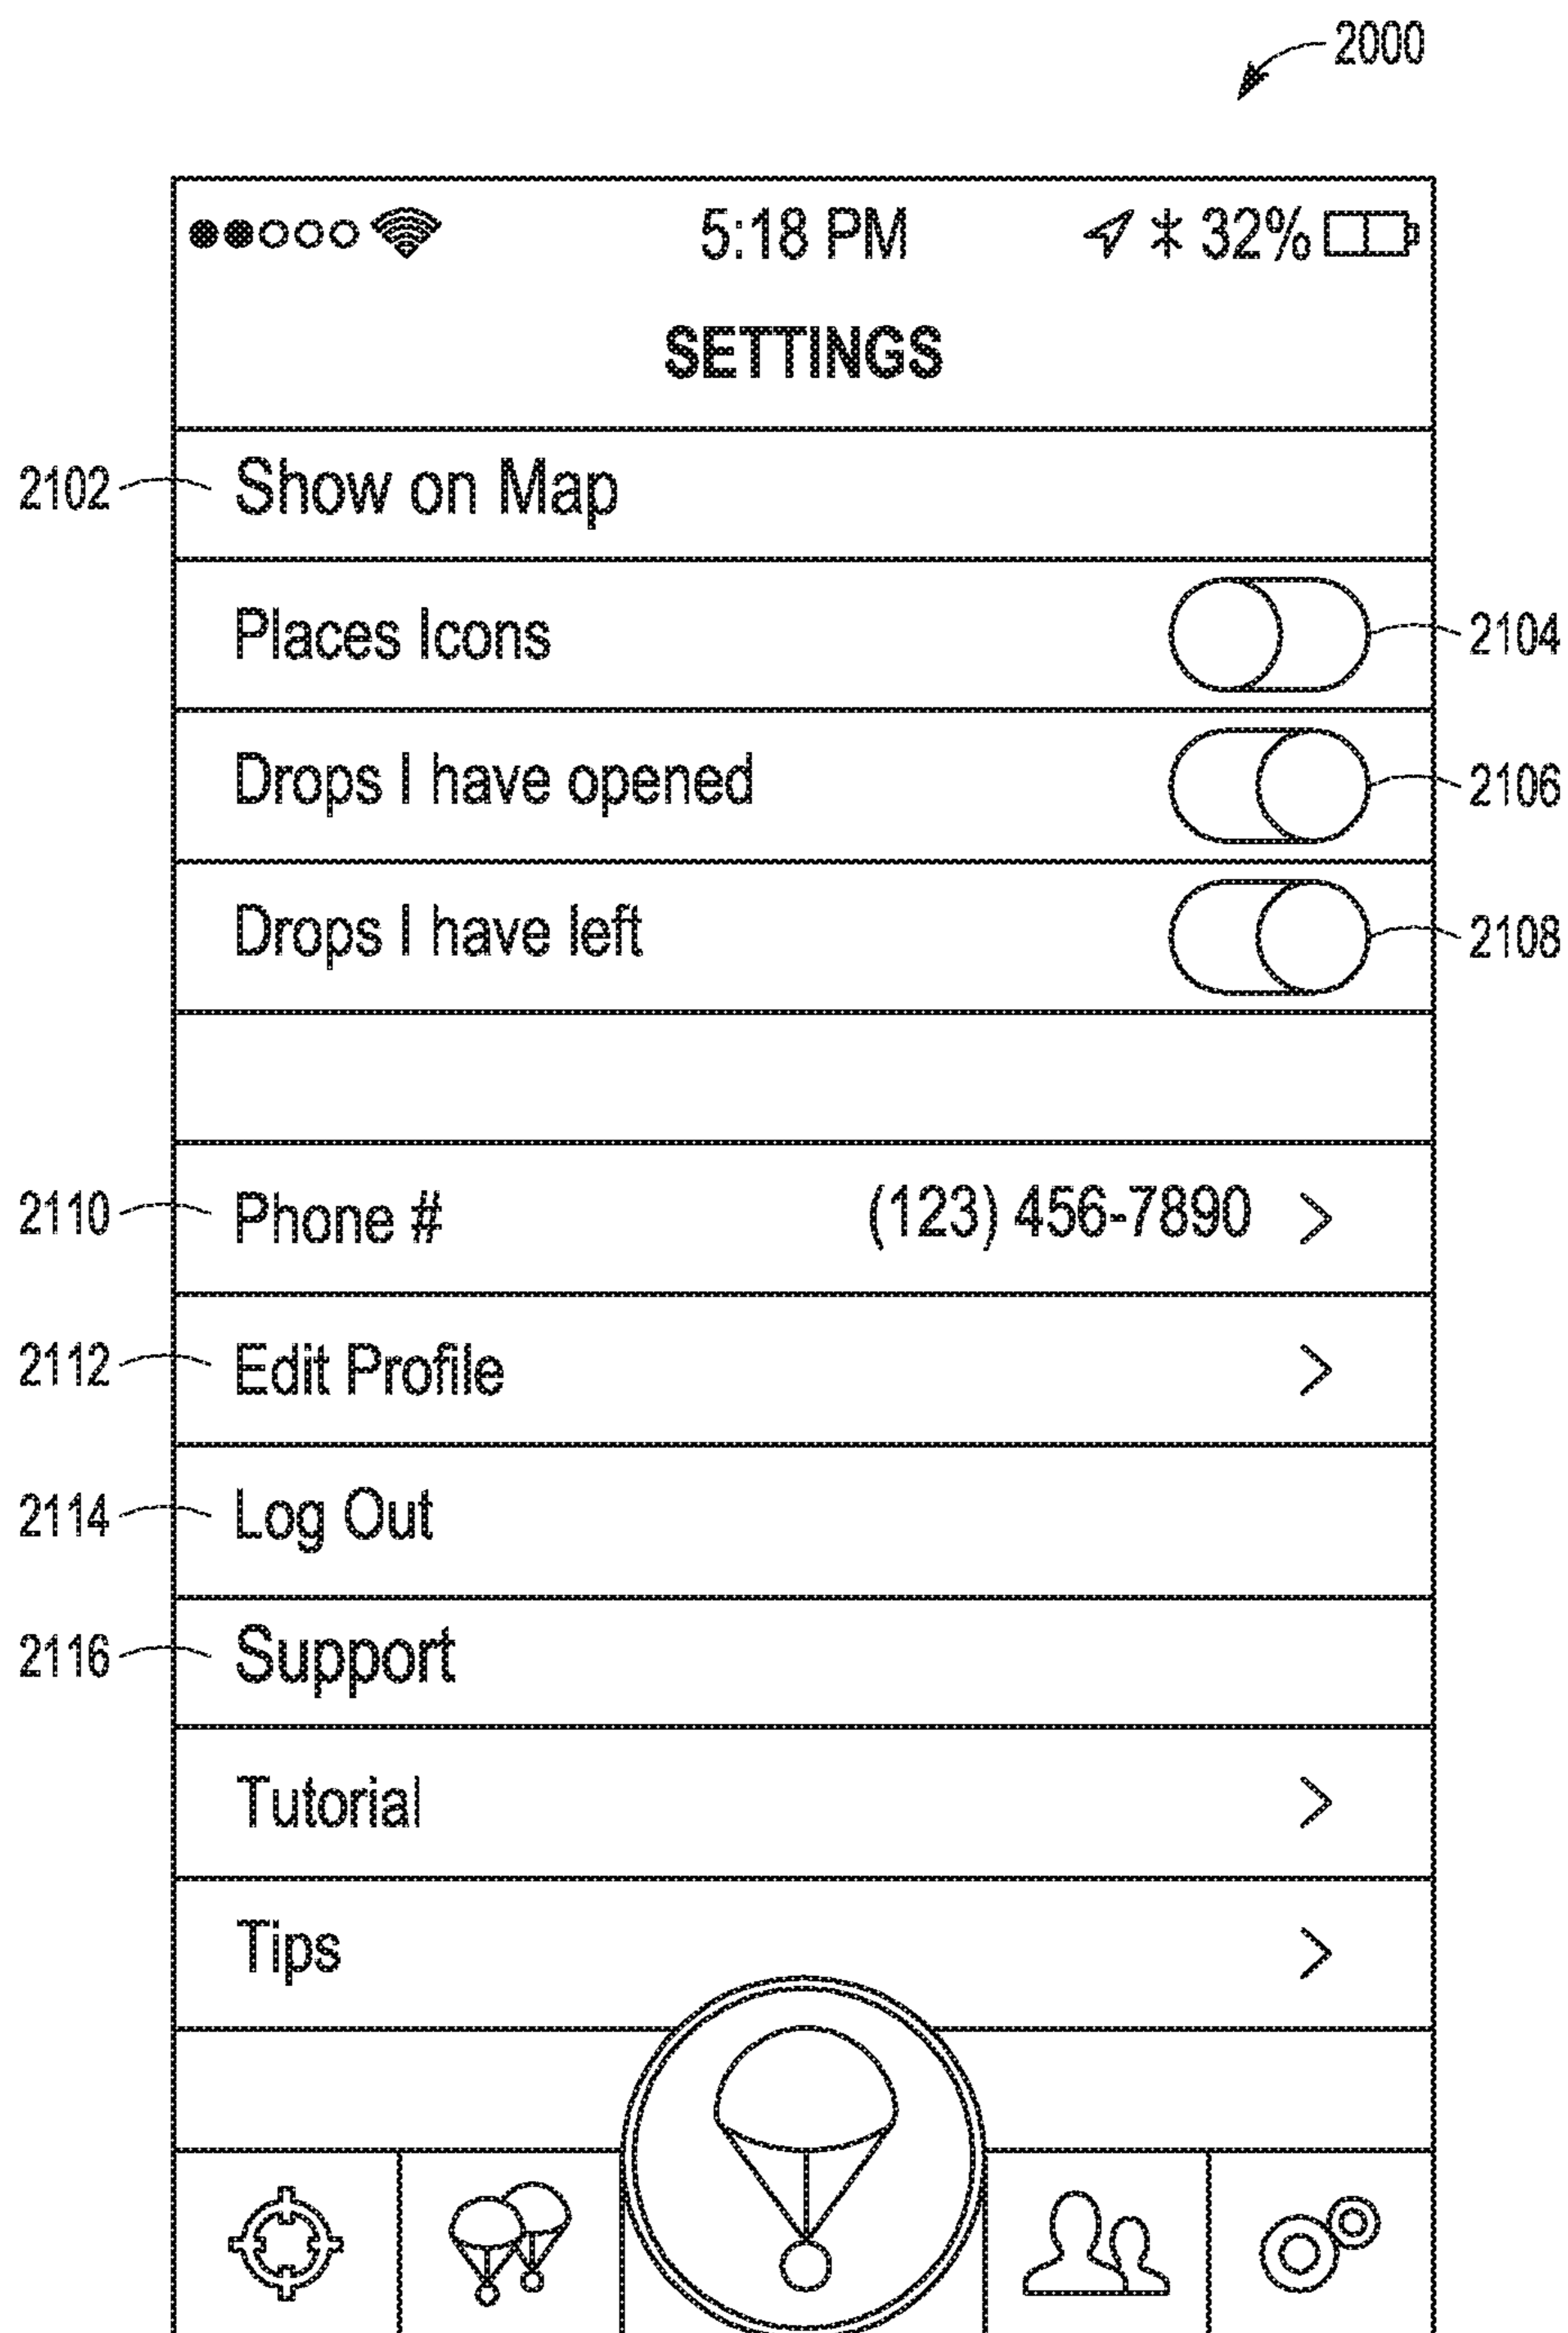 2000
5:18 PM 32%
SETTINGS
2102 Show on Map
Places Icons 2104
Drops I have opened 2106
Drops I have left 2108
2110 Phone # (123) 456-7890 >
2112 Edit Profile >
2114 Log Out
2116 Support
Tutorial >
Tips >